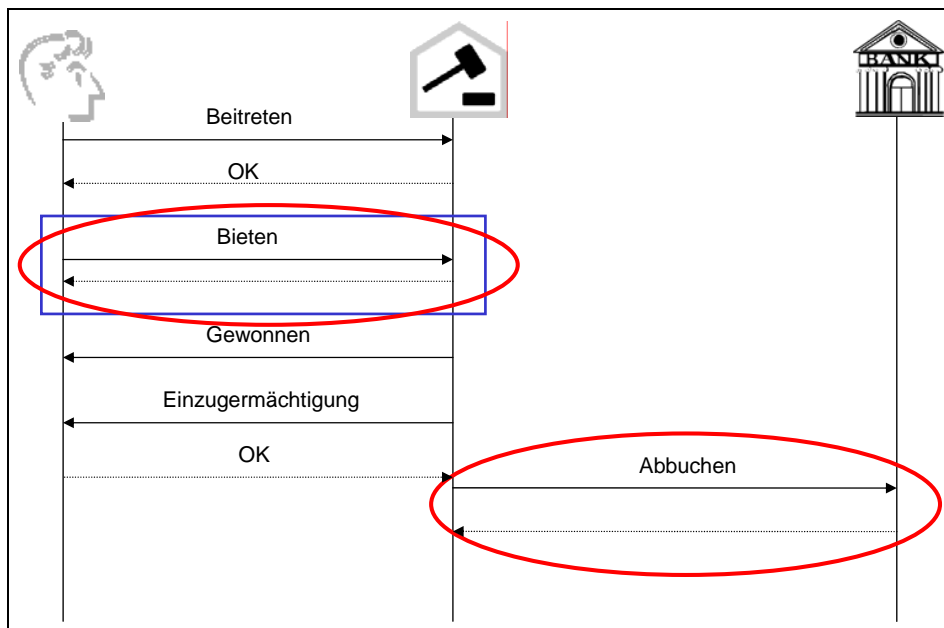 BANK
Beitreten
OK
Bieten
Gewonnen
Einzugermächtigung
OK
Abbuchen